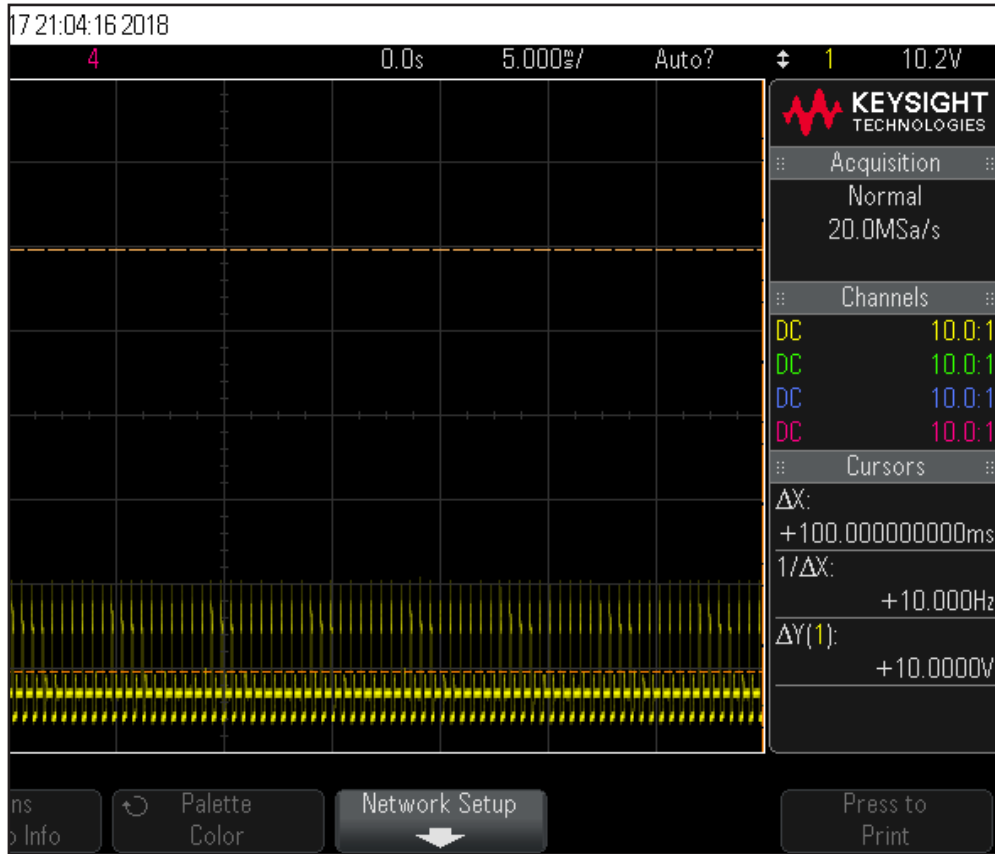 17 21:04:16 2018
4 0.0s 5.000ms/ Auto? 1 10.2V
KEYSIGHT
TECHNOLOGIES
Acquisition
Normal
20.0MSa/s
Channels
DC 10.0:1
DC 10.0:1
DC 10.0:1
DC 10.0:1
Cursors
ΔX:
+100.000000000ms
1/ΔX:
+10.000Hz
ΔY(1):
+10.0000V
Palette
Color
Network Setup
Info
Press to
Print